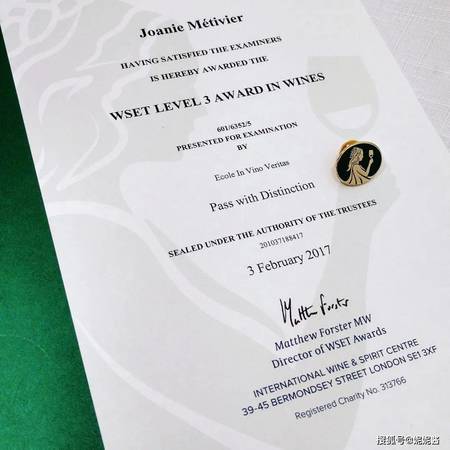 Joanie Métivier
HAVING SATISFIED THE EXAMINERS
IS HEREBY AWARDED THE
WSET LEVEL 3 AWARD IN WINES
601/6352/5
PRESENTED FOR EXAMINATION
BY
Ecole In Vino Veritas
Pass with Distinction
SEALED UNDER THE AUTHORITY OF THE TRUSTEES
201037188417
3 February 2017
Matthew Forster
Matthew Forster MW
Director of WSET Awards
INTERNATIONAL WINE & SPIRIT CENTRE
39-45 BERMONDSEY STREET LONDON SE1 3XF
Registered Charity No. 313766
搜狐号@妮妮酱